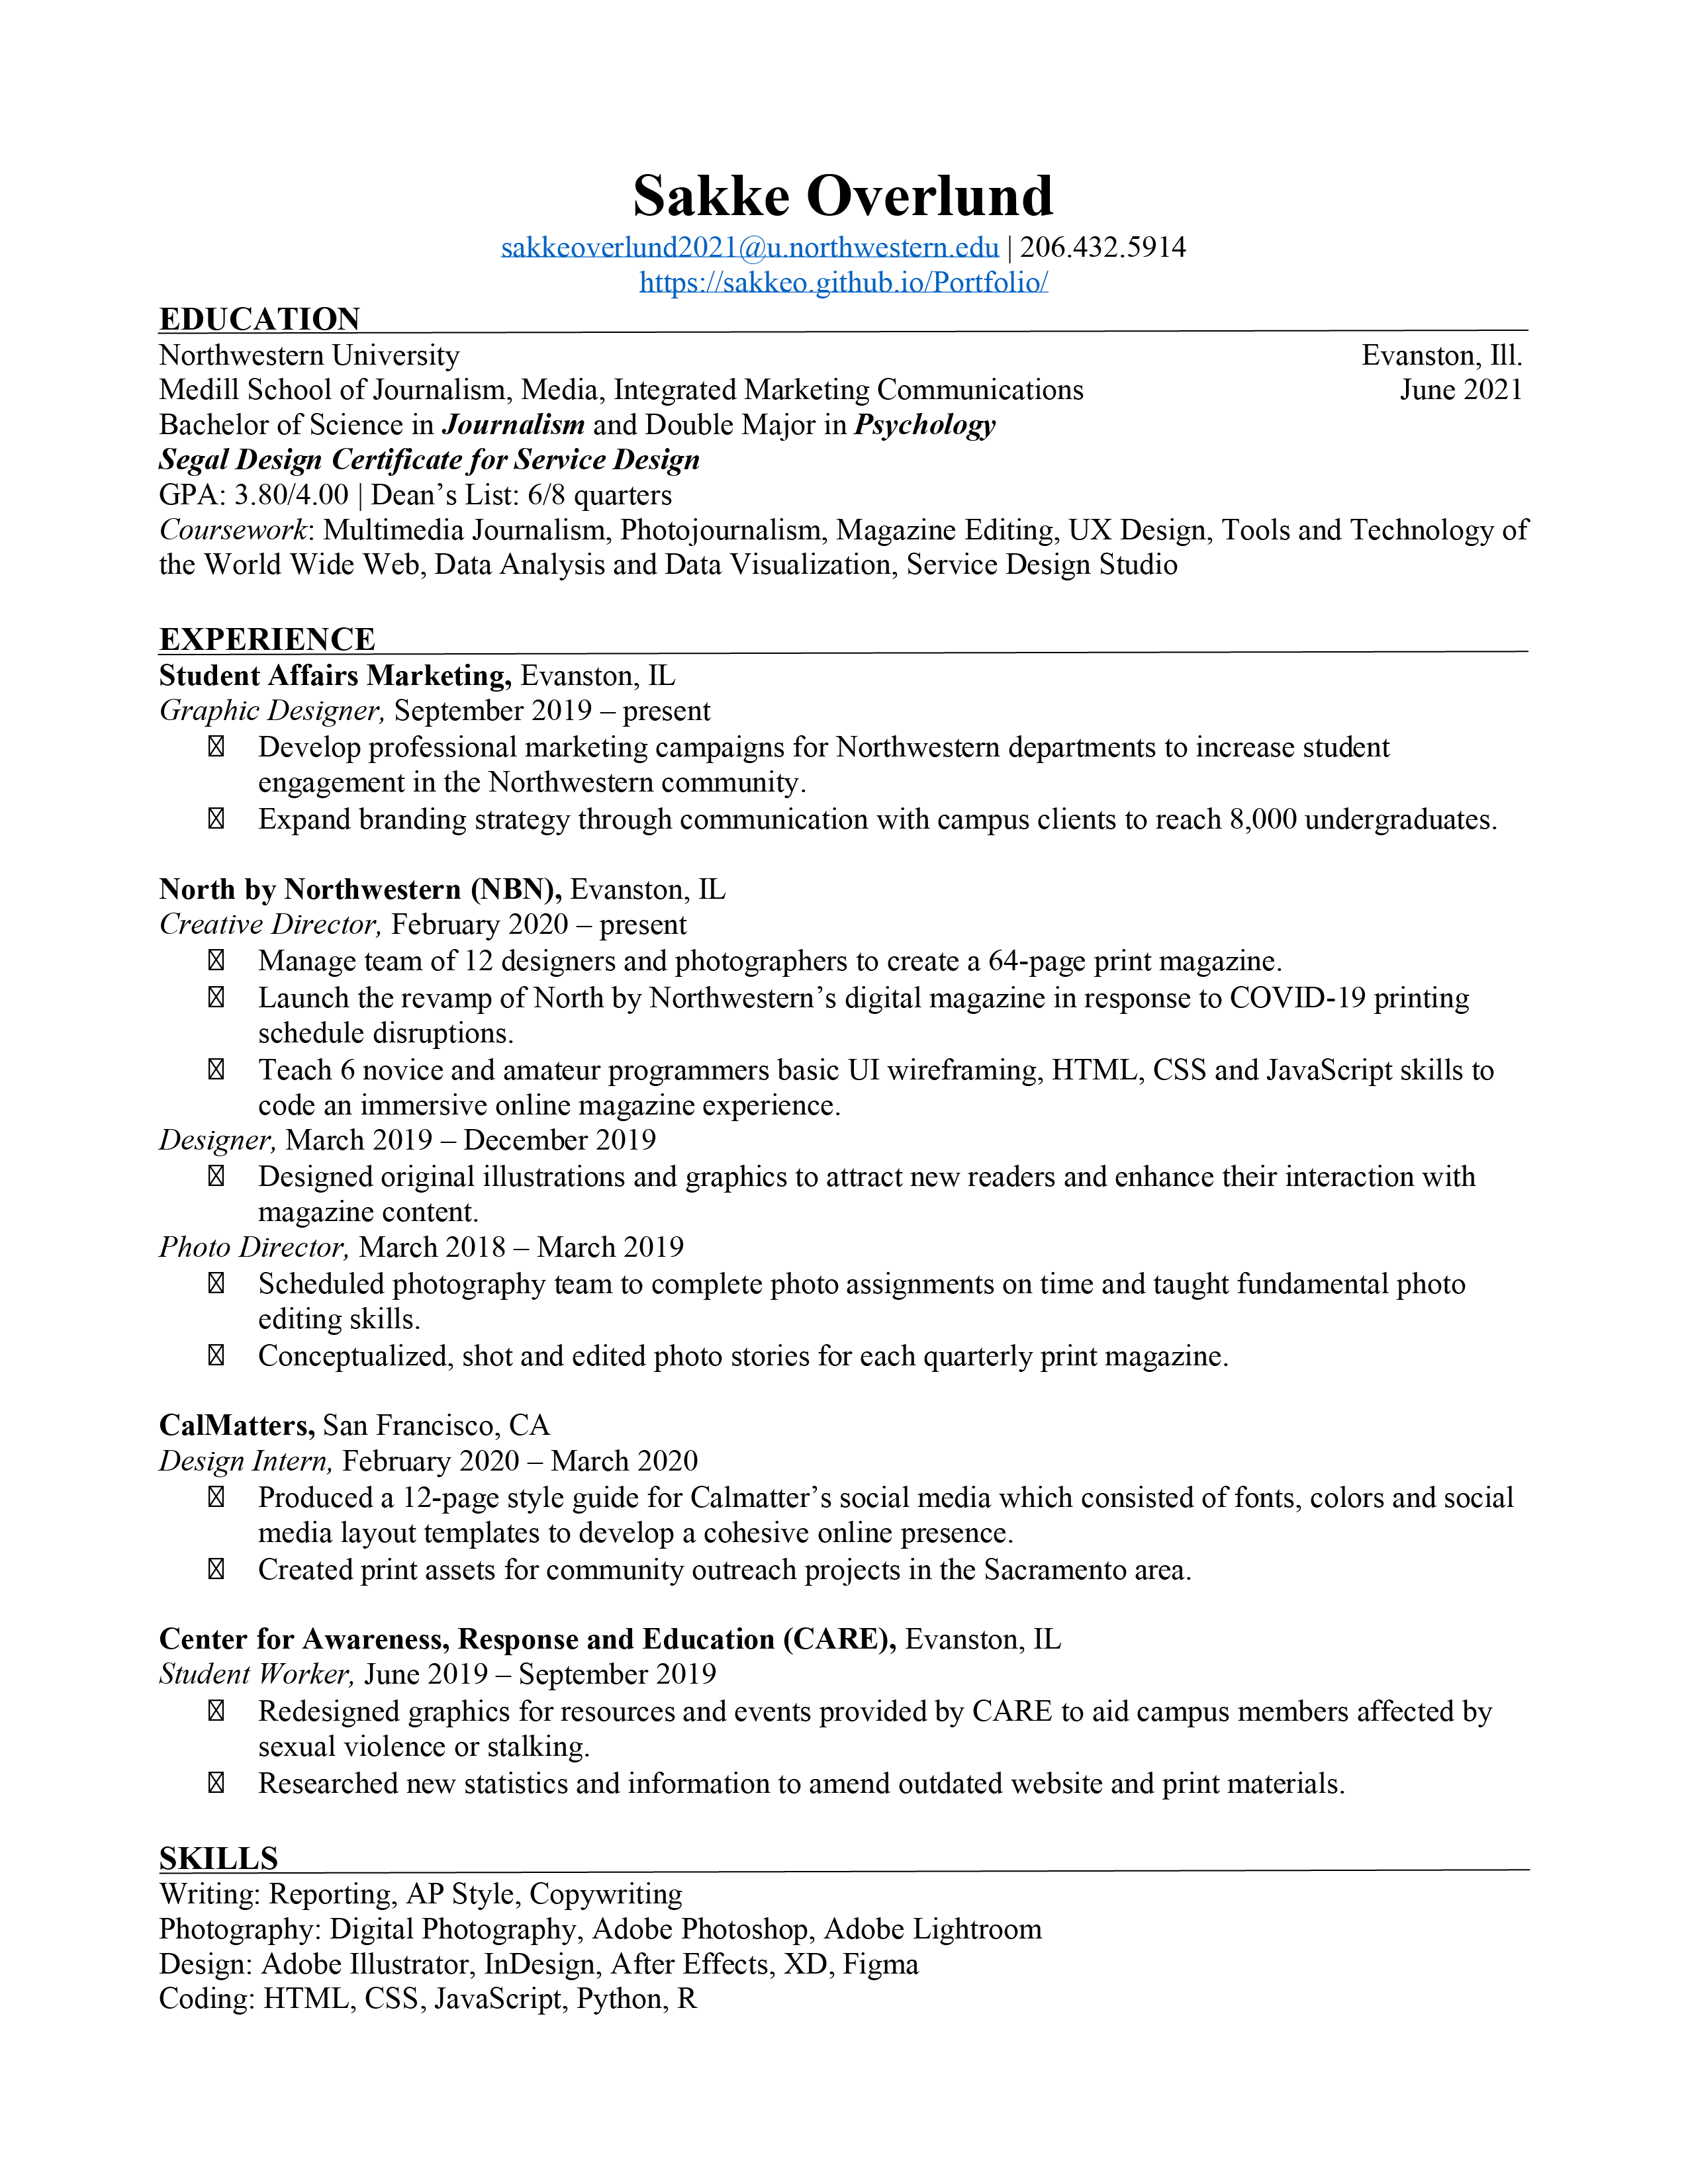 Sakke Overlund
sakkeoverlund2021@u.northwestern.edu | 206.432.5914
https://sakkeo.github.io/Portfolio/
EDUCATION
Northwestern University Evanston, Ill.
Medill School of Journalism, Media, Integrated Marketing Communications June 2021
Bachelor of Science in Journalism and Double Major in Psychology
Segal Design Certificate for Service Design
GPA: 3.80/4.00 | Dean’s List: 6/8 quarters
Coursework: Multimedia Journalism, Photojournalism, Magazine Editing, UX Design, Tools and Technology of
the World Wide Web, Data Analysis and Data Visualization, Service Design Studio
EXPERIENCE
Student Affairs Marketing, Evanston, IL
Graphic Designer, September 2019 – present
Develop professional marketing campaigns for Northwestern departments to increase student
engagement in the Northwestern community.
Expand branding strategy through communication with campus clients to reach 8,000 undergraduates.
North by Northwestern (NBN), Evanston, IL
Creative Director, February 2020 – present
Manage team of 12 designers and photographers to create a 64-page print magazine.
Launch the revamp of North by Northwestern’s digital magazine in response to COVID-19 printing
schedule disruptions.
Teach 6 novice and amateur programmers basic UI wireframing, HTML, CSS and JavaScript skills to
code an immersive online magazine experience.
Designer, March 2019 – December 2019
Designed original illustrations and graphics to attract new readers and enhance their interaction with
magazine content.
Photo Director, March 2018 – March 2019
Scheduled photography team to complete photo assignments on time and taught fundamental photo
editing skills.
Conceptualized, shot and edited photo stories for each quarterly print magazine.
CalMatters, San Francisco, CA
Design Intern, February 2020 – March 2020
Produced a 12-page style guide for Calmatter’s social media which consisted of fonts, colors and social
media layout templates to develop a cohesive online presence.
Created print assets for community outreach projects in the Sacramento area.
Center for Awareness, Response and Education (CARE), Evanston, IL
Student Worker, June 2019 – September 2019
Redesigned graphics for resources and events provided by CARE to aid campus members affected by
sexual violence or stalking.
Researched new statistics and information to amend outdated website and print materials.
SKILLS
Writing: Reporting, AP Style, Copywriting
Photography: Digital Photography, Adobe Photoshop, Adobe Lightroom
Design: Adobe Illustrator, InDesign, After Effects, XD, Figma
Coding: HTML, CSS, JavaScript, Python, R